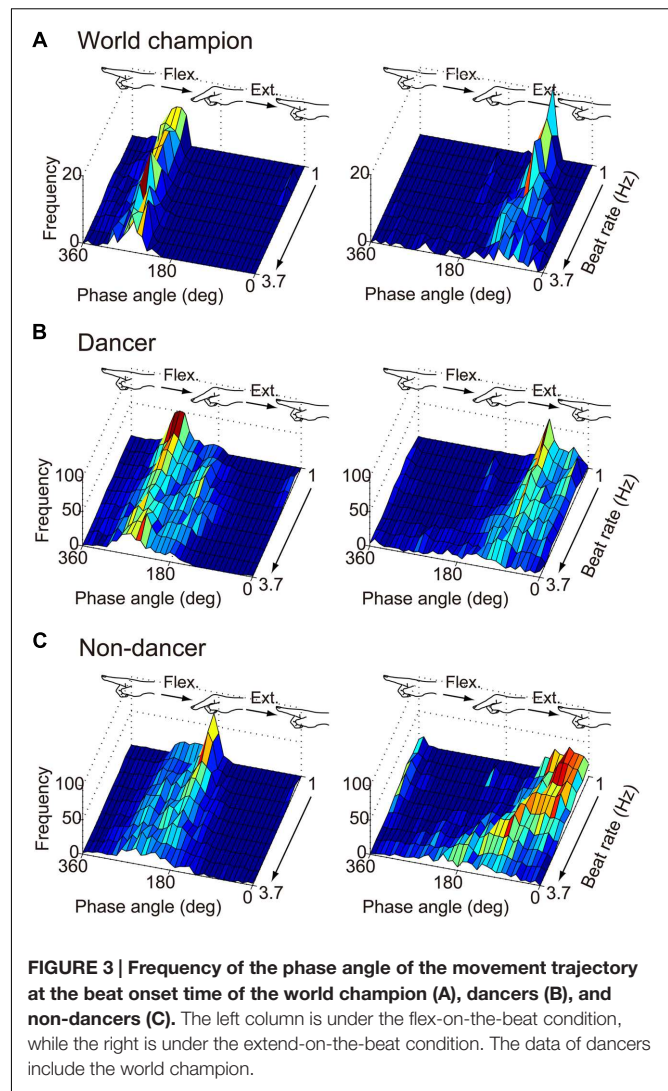 A World champion
Flex.
Ext.
Flex.
Ext.
20
0
Frequency
360
180
0
Phase angle (deg)
1
3.7
20
0
360
180
0
Phase angle (deg)
1
3.7
Beat rate (Hz)
B Dancer
Flex.
Ext.
Flex.
Ext.
100
50
0
Frequency
360
180
0
Phase angle (deg)
1
3.7
100
50
0
360
180
0
Phase angle (deg)
1
3.7
Beat rate (Hz)
C Non-dancer
Flex.
Ext.
Flex.
Ext.
100
50
0
Frequency
360
180
0
Phase angle (deg)
1
3.7
100
50
0
360
180
0
Phase angle (deg)
1
3.7
Beat rate (Hz)
FIGURE 3 | Frequency of the phase angle of the movement trajectory
at the beat onset time of the world champion (A), dancers (B), and
non-dancers (C). The left column is under the flex-on-the-beat condition,
while the right is under the extend-on-the-beat condition. The data of dancers
include the world champion.